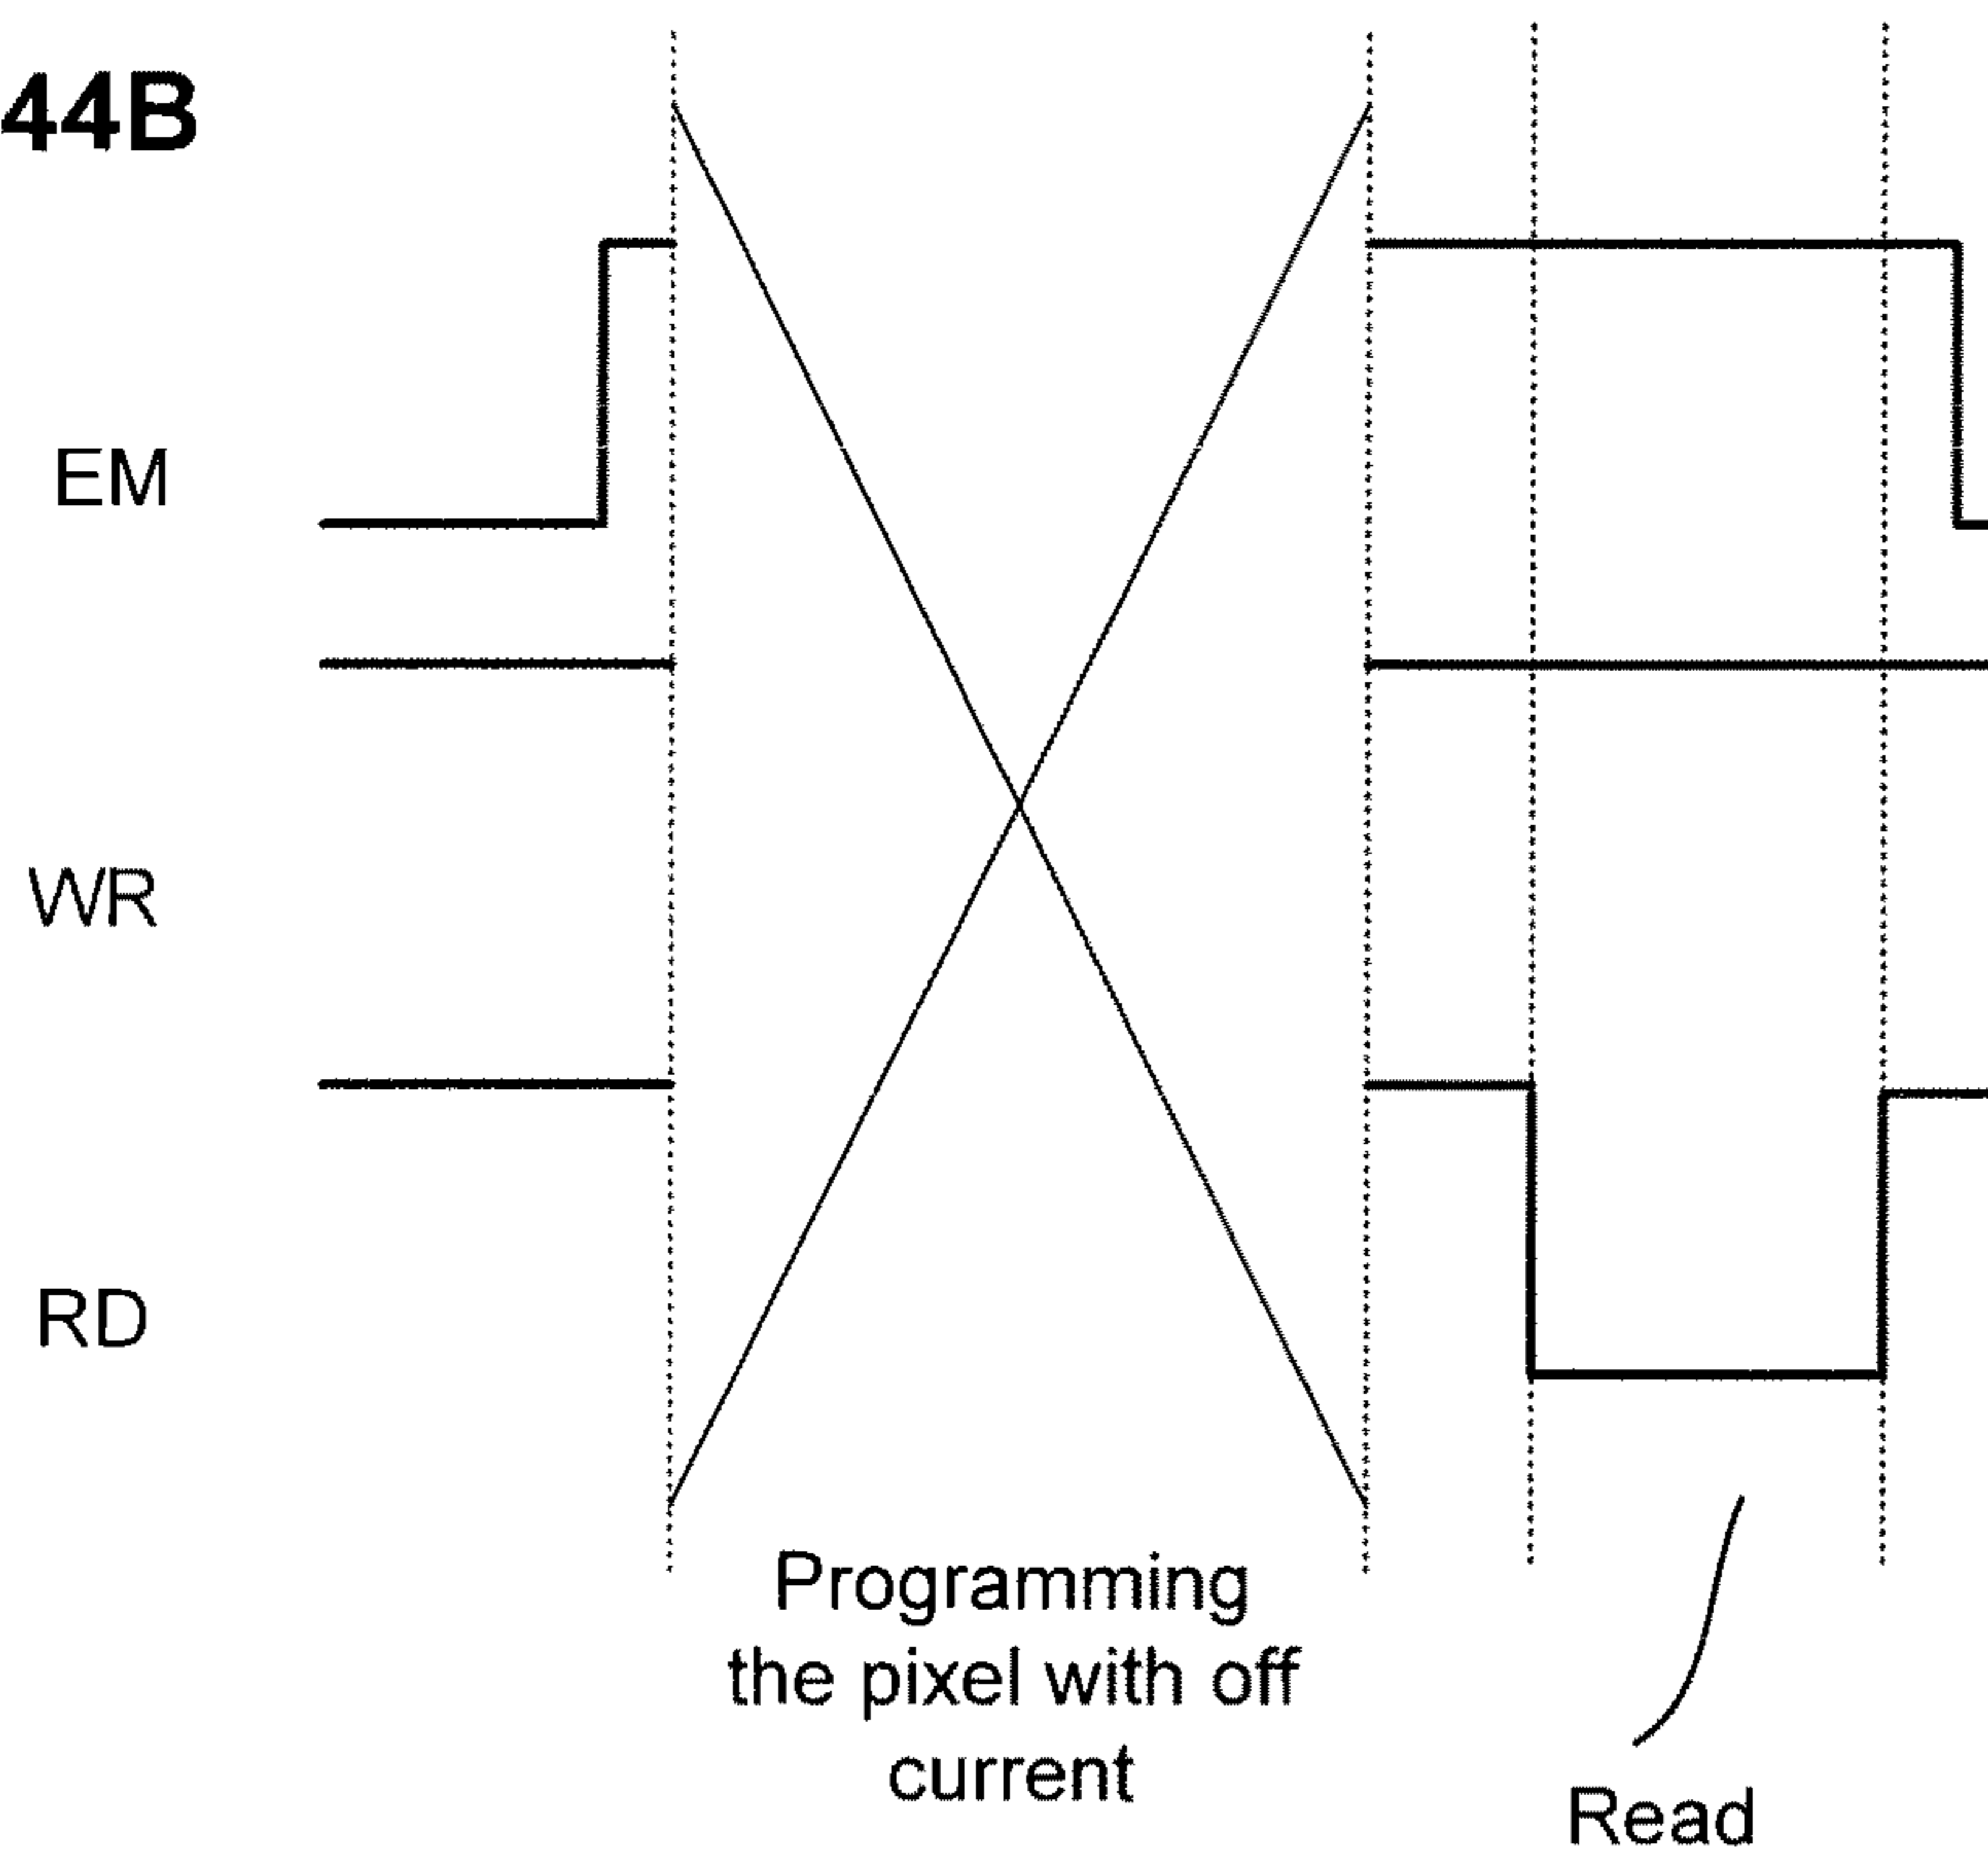 44B
EM
WR
RD
Programming
the pixel with off
current
Read